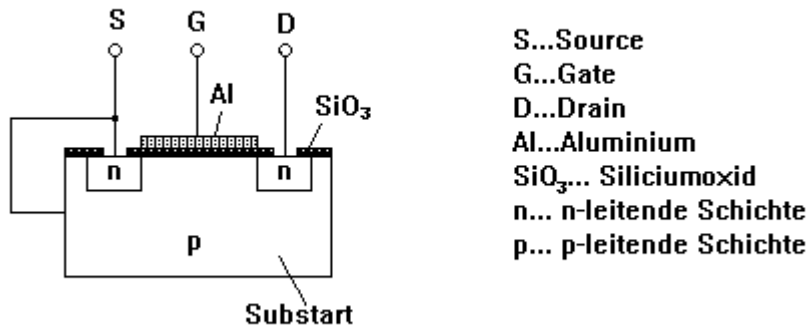 S G D
Al
SiO₃
n n
p
Substart
S...Source
G...Gate
D...Drain
Al...Aluminium
SiO₃... Siliciumoxid
n... n-leitende Schichte
p... p-leitende Schichte